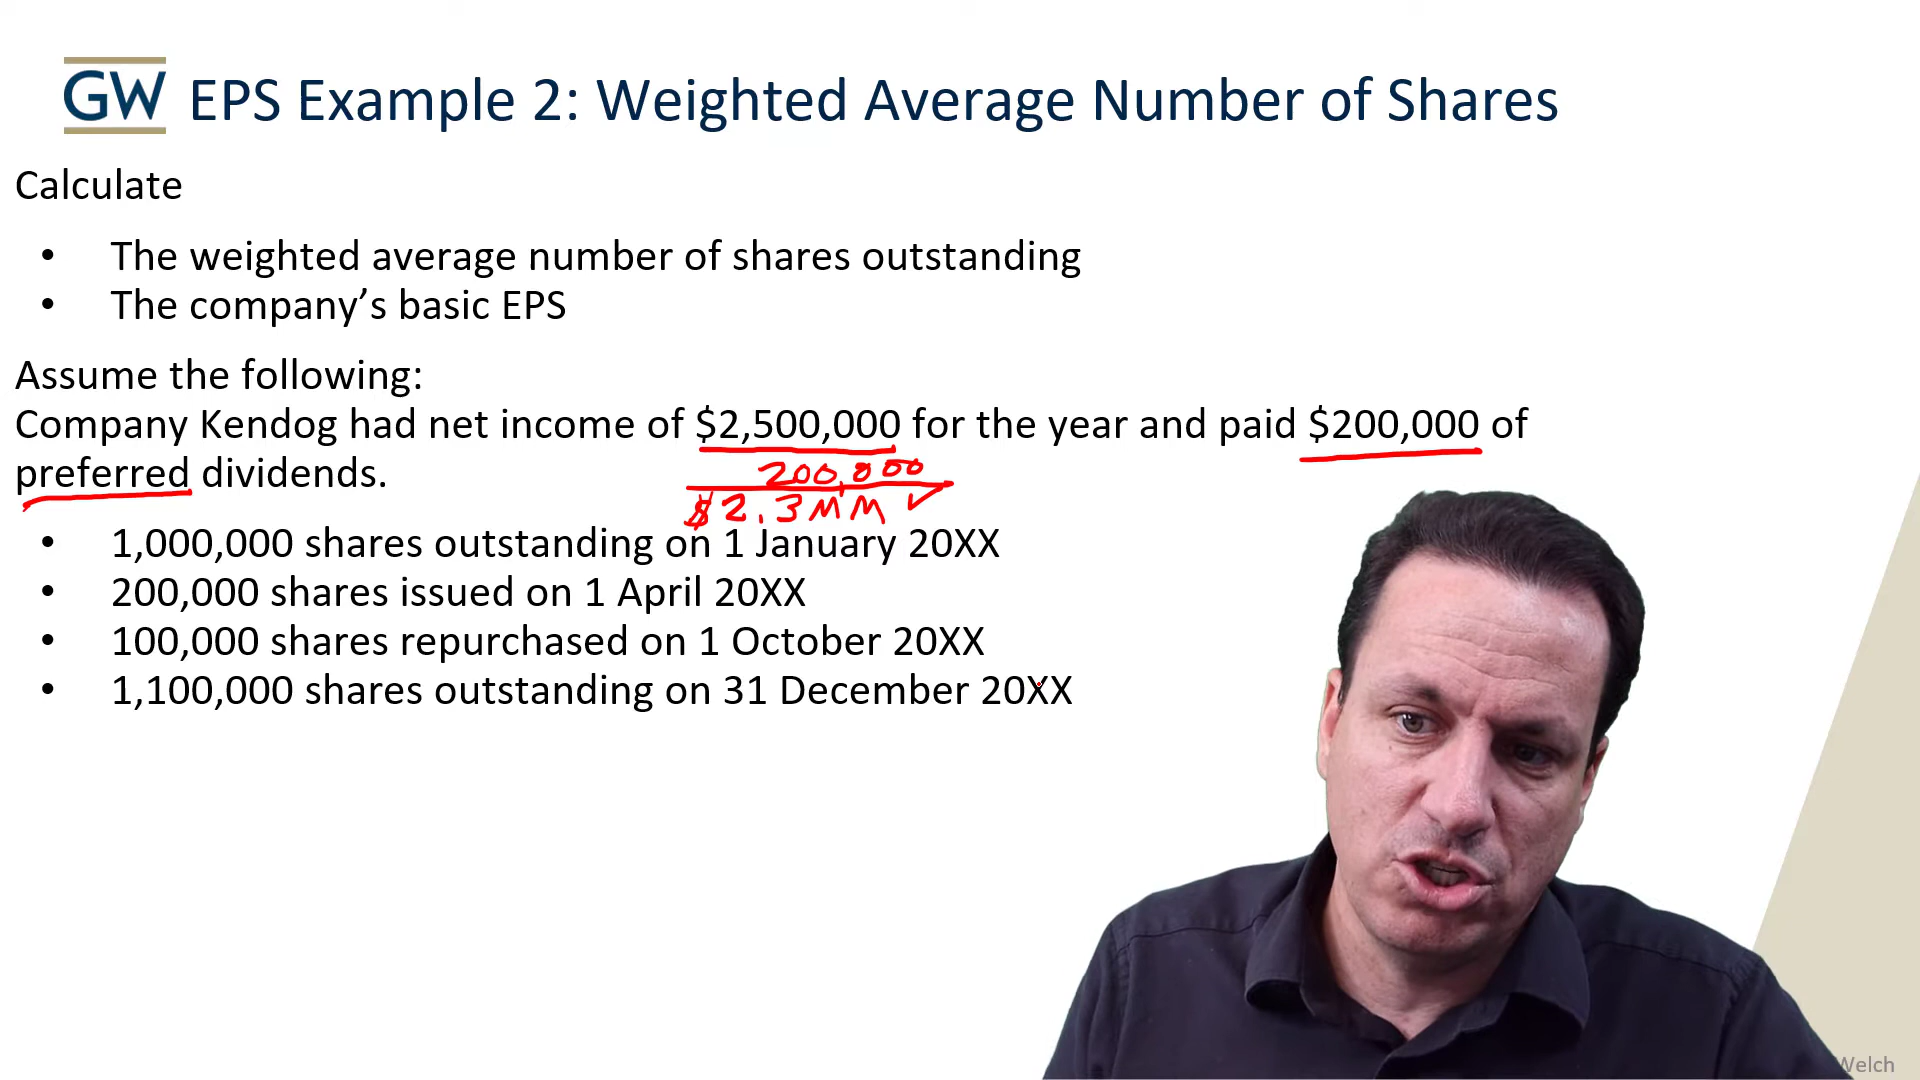 GW EPS Example 2: Weighted Average Number of Shares
Calculate
• The weighted average number of shares outstanding
• The company’s basic EPS
Assume the following:
Company Kendog had net income of $2,500,000 for the year and paid $200,000 of
preferred dividends.
200,000
$2.3MM ✓
• 1,000,000 shares outstanding on 1 January 20XX
• 200,000 shares issued on 1 April 20XX
• 100,000 shares repurchased on 1 October 20XX
• 1,100,000 shares outstanding on 31 December 20XX
Welch